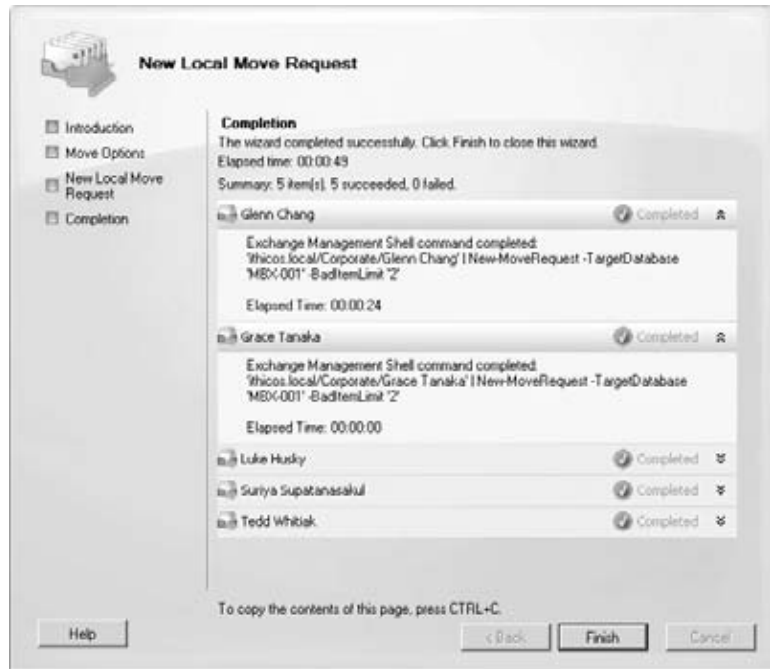 New Local Move Request
Introduction
Move Options
New Local Move
Request
Completion
Completion
The wizard completed successfully. Click Finish to close this wizard.
Elapsed time: 00:00:49
Summary: 5 item(s). 5 succeeded, 0 failed.
Glenn Chang Completed
Exchange Management Shell command completed:
'ithicos.local/Corporate/Glenn Chang' | New-MoveRequest -TargetDatabase
'MBX-001' -BadItemLimit '2'
Elapsed Time: 00:00:24
Grace Tanaka Completed
Exchange Management Shell command completed:
'ithicos.local/Corporate/Grace Tanaka' | New-MoveRequest -TargetDatabase
'MBX-001' -BadItemLimit '2'
Elapsed Time: 00:00:00
Luke Husky Completed
Suriya Supatanasakul Completed
Tedd Whitiak Completed
To copy the contents of this page, press CTRL+C.
Help < Back Finish Cancel